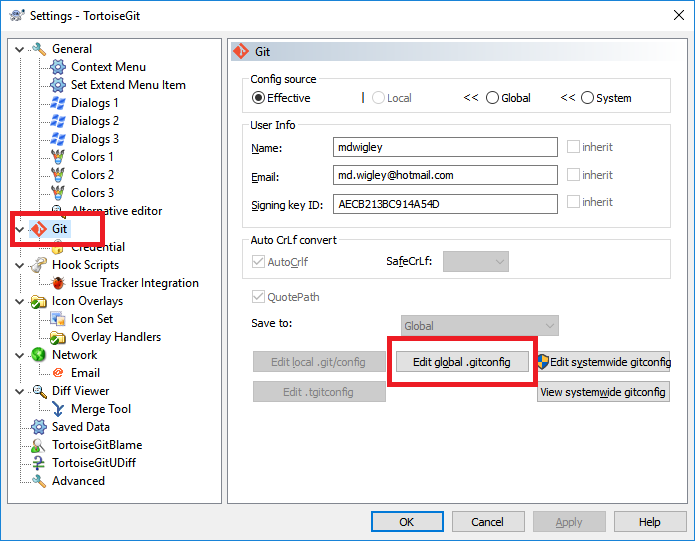 Settings - TortoiseGit
General
Context Menu
Set Extend Menu Item
Dialogs 1
Dialogs 2
Dialogs 3
Colors 1
Colors 2
Colors 3
Alternative editor
Git
Credential
Hook Scripts
Issue Tracker Integration
Icon Overlays
Icon Set
Overlay Handlers
Network
Email
Diff Viewer
Merge Tool
Saved Data
TortoiseGitBlame
TortoiseGitUDiff
Advanced
Git
Config source
Effective | Local << Global << System
User Info
Name: mdwigley inherit
Email: md.wigley@hotmail.com inherit
Signing key ID: AECB213BC914A54D inherit
Auto CrLf convert
AutoCrlf SafeCrLf:
QuotePath
Save to: Global
Edit local .git/config Edit global .gitconfig Edit systemwide gitconfig
Edit .tgitconfig View systemwide gitconfig
OK Cancel Apply Help